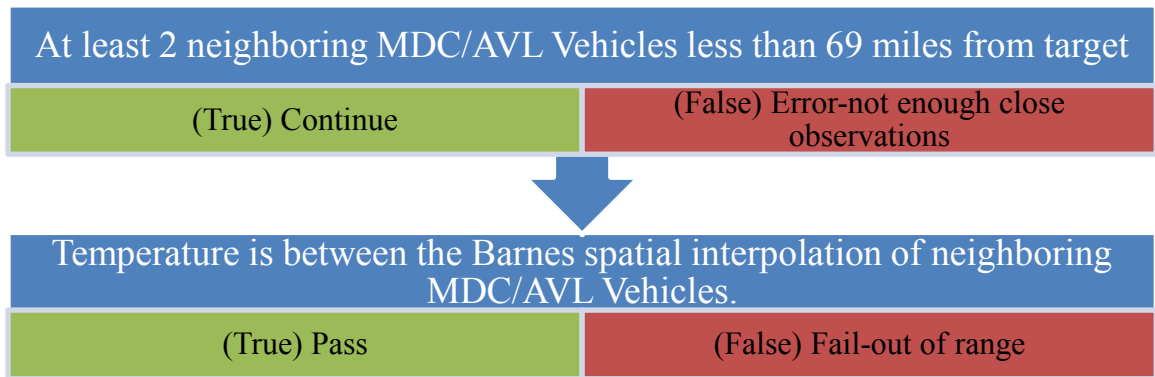 At least 2 neighboring MDC/AVL Vehicles less than 69 miles from target
(True) Continue
(False) Error-not enough close
observations
Temperature is between the Barnes spatial interpolation of neighboring
MDC/AVL Vehicles.
(True) Pass
(False) Fail-out of range